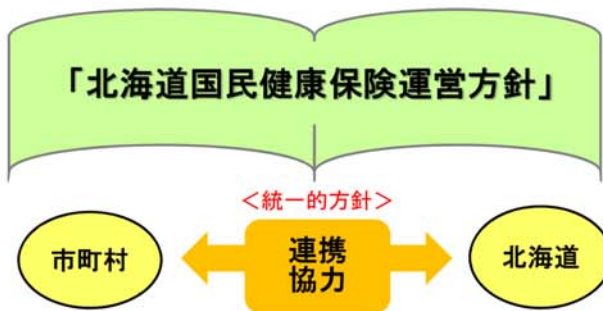 「北海道国民健康保険運営方針」
＜統一的方針＞
市町村
連携
協力
北海道